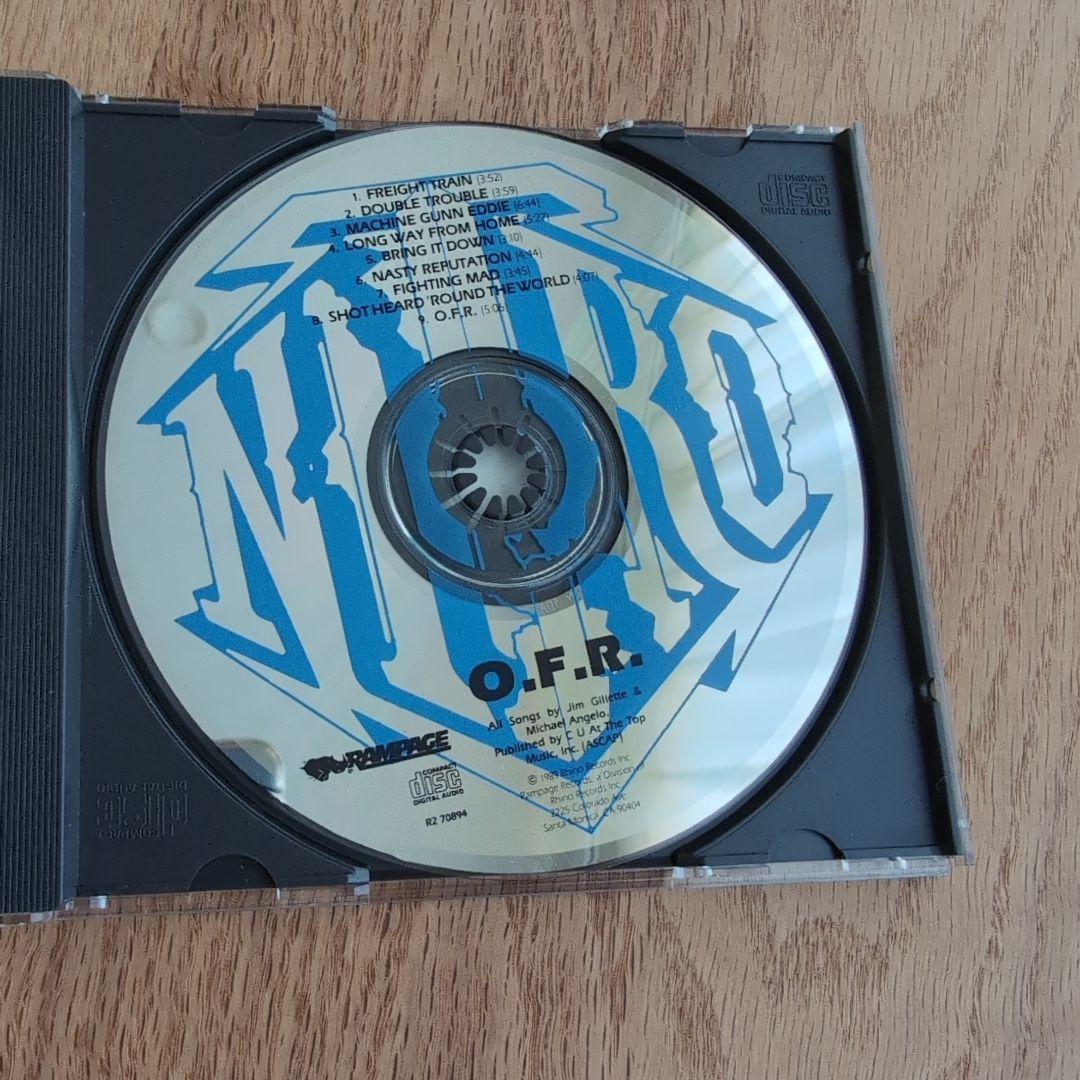 1. FREIGHT TRAIN (3:52)
2. DOUBLE TROUBLE (3:59)
3. MACHINE GUNN EDDIE (6:44)
4. LONG WAY FROM HOME (5:27)
5. BRING IT DOWN (3:10)
6. NASTY REPUTATION (4:44)
7. FIGHTING MAD (3:45)
8. SHOT HEARD 'ROUND THE WORLD (4:07)
9. O.F.R. (5:06)
NITRO
O.F.R.
All Songs by Jim Gillette &
Michael Angelo.
Published by C U At The Top
Music, Inc. (ASCAP)
© 1989 Rhino Records Inc
Rampage Records, a Division of
Rhino Records Inc
2225 Colorado Ave
Santa Monica, CA 90404
RAMPAGE
COMPACT
disc
DIGITAL AUDIO
R2 70894
COMPACT
disc
DIGITAL AUDIO
COMPACT
disc
DIGITAL AUDIO